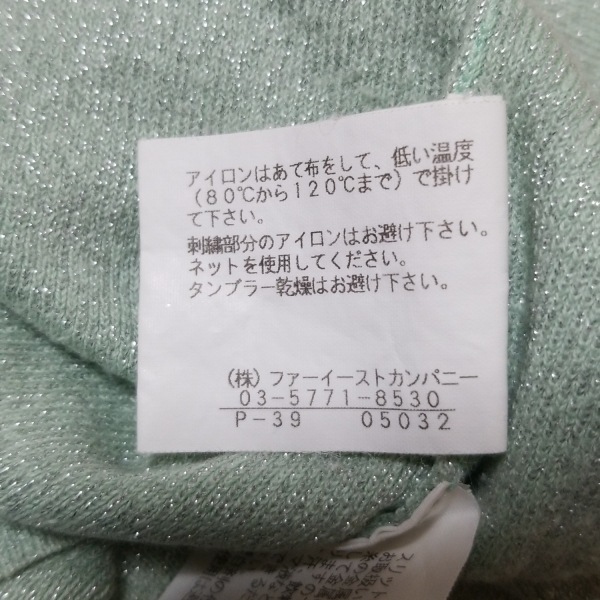 アイロンはあて布をして、低い温度
(80℃から120℃まで)で掛け
て下さい。
刺繍部分のアイロンはお避け下さい。
ネットを使用してください。
タンブラー乾燥はお避け下さい。
(株)ファーイーストカンパニー
03-5771-8530
P-39 05032